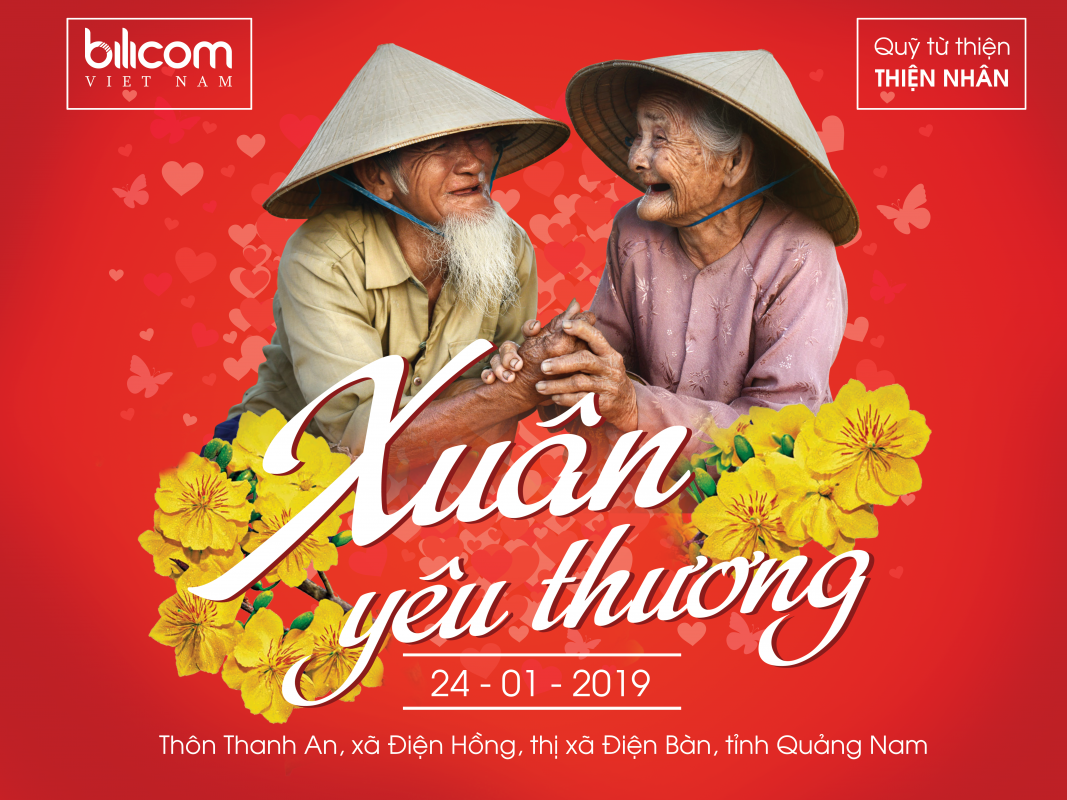 bilicom
VIET NAM
Quỹ từ thiện
THIỆN NHÂN
Xuân
yêu thương
24 - 01 - 2019
Thôn Thanh An, xã Điện Hồng, thị xã Điện Bàn, tỉnh Quảng Nam